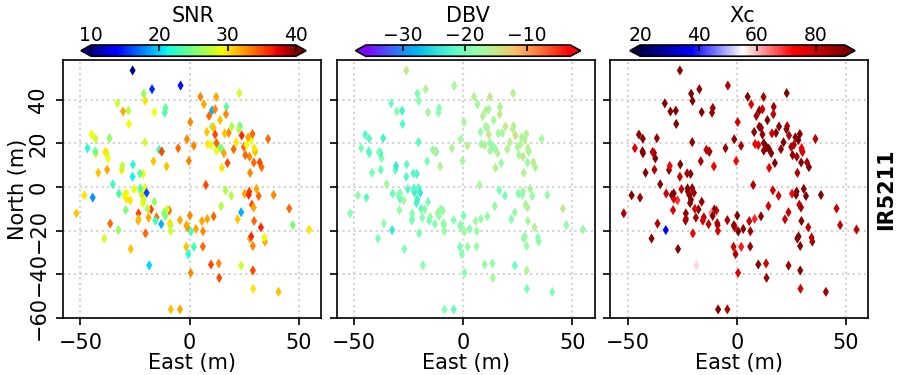 SNR DBV Xc
10 20 30 40 −30 −20 −10 20 40 60 80
40
20
0
−20
−40
−60
North (m)
IR5211
−50 0 50 −50 0 50 −50 0 50
East (m) East (m) East (m)